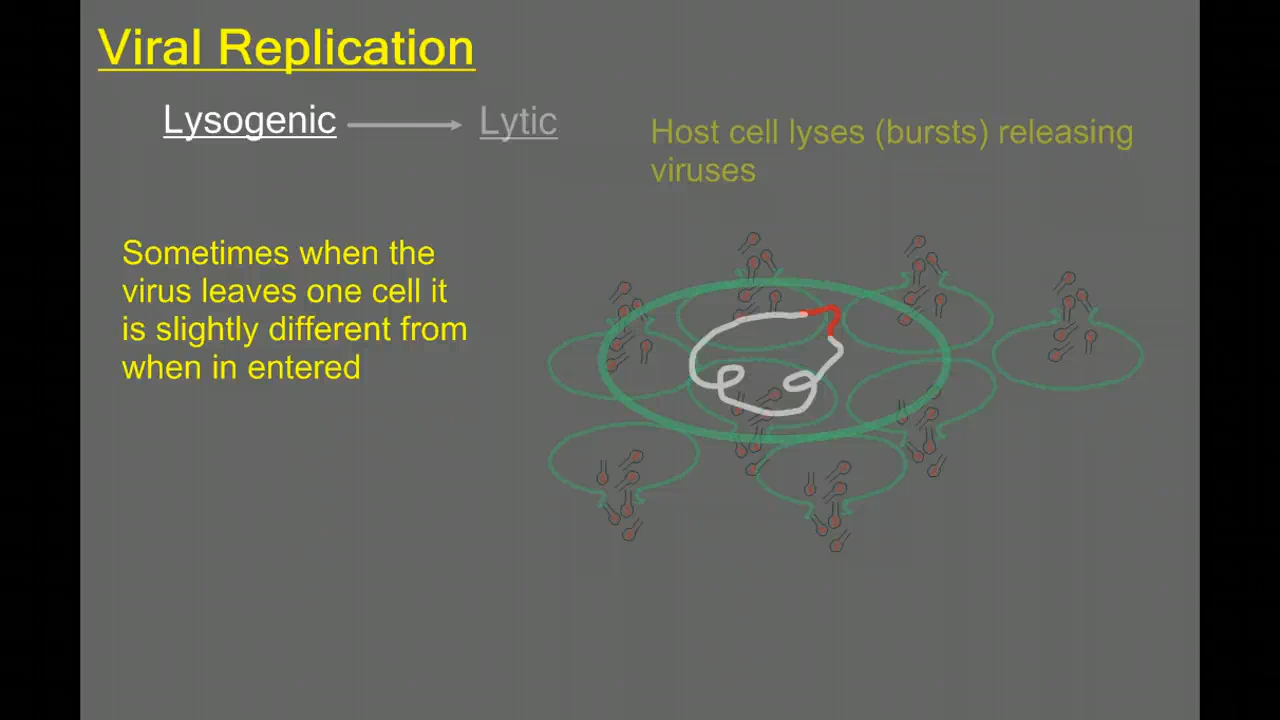 Viral Replication
Lysogenic
Lytic
Host cell lyses (bursts) releasing
viruses
Sometimes when the
virus leaves one cell it
is slightly different from
when in entered